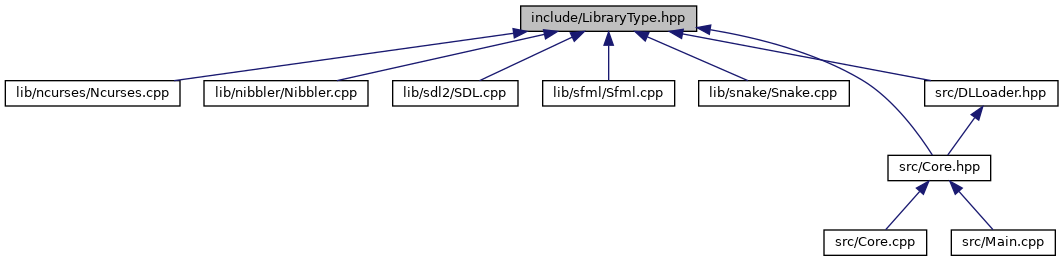 include/LibraryType.hpp
lib/ncurses/Ncurses.cpp
lib/nibbler/Nibbler.cpp
lib/sdl2/SDL.cpp
lib/sfml/Sfml.cpp
lib/snake/Snake.cpp
src/DLLoader.hpp
src/Core.hpp
src/Core.cpp
src/Main.cpp